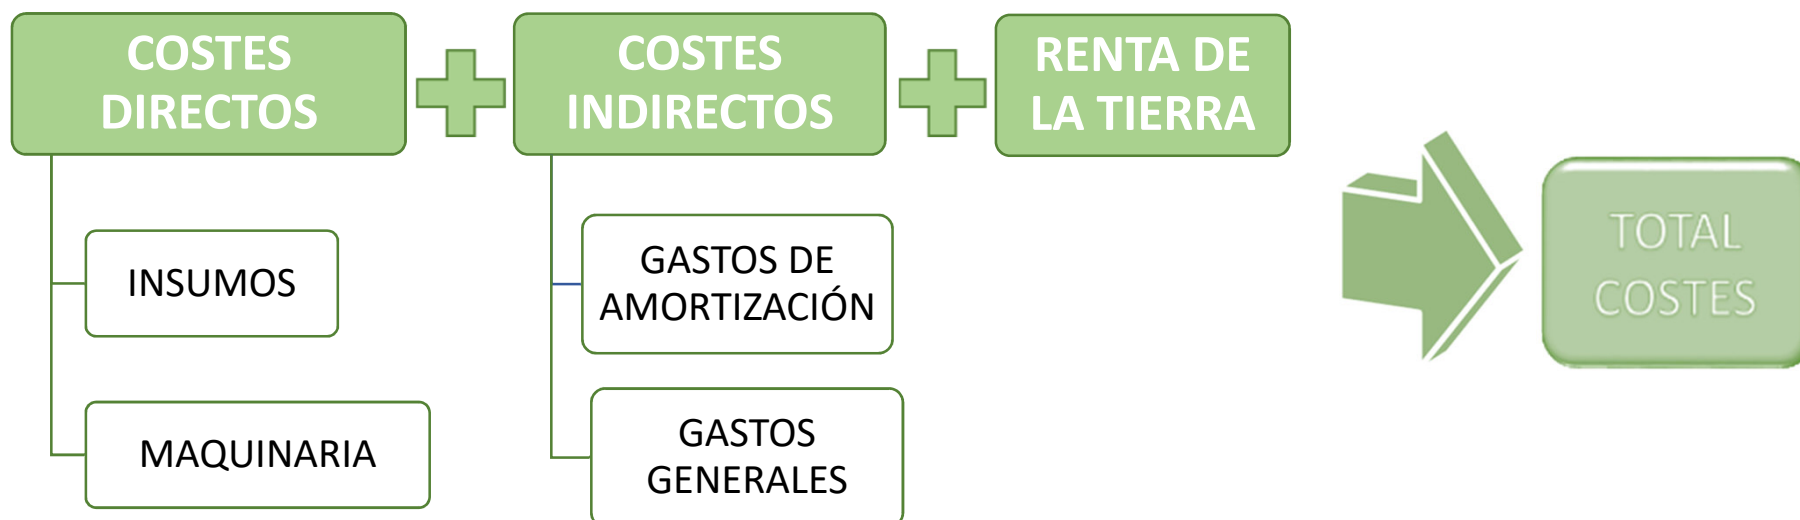 COSTES
DIRECTOS
COSTES
INDIRECTOS
RENTA DE
LA TIERRA
INSUMOS
MAQUINARIA
GASTOS DE
AMORTIZACIÓN
GASTOS
GENERALES
TOTAL
COSTES